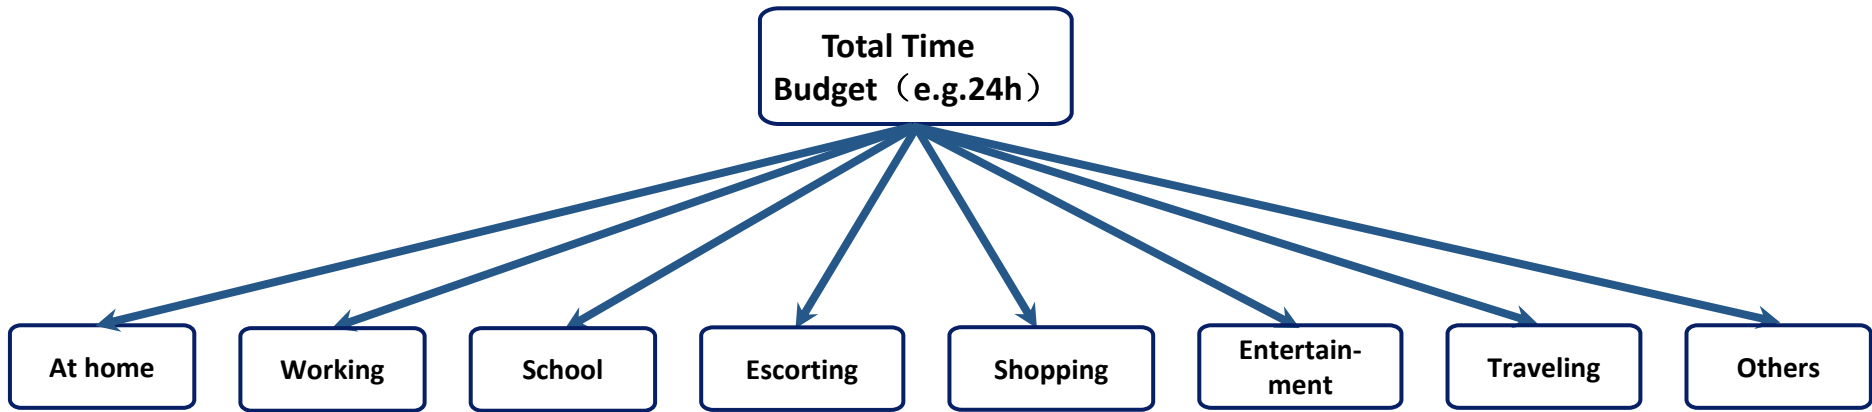 Total Time
Budget（e.g.24h）
At home
Working
School
Escorting
Shopping
Entertain-
ment
Traveling
Others